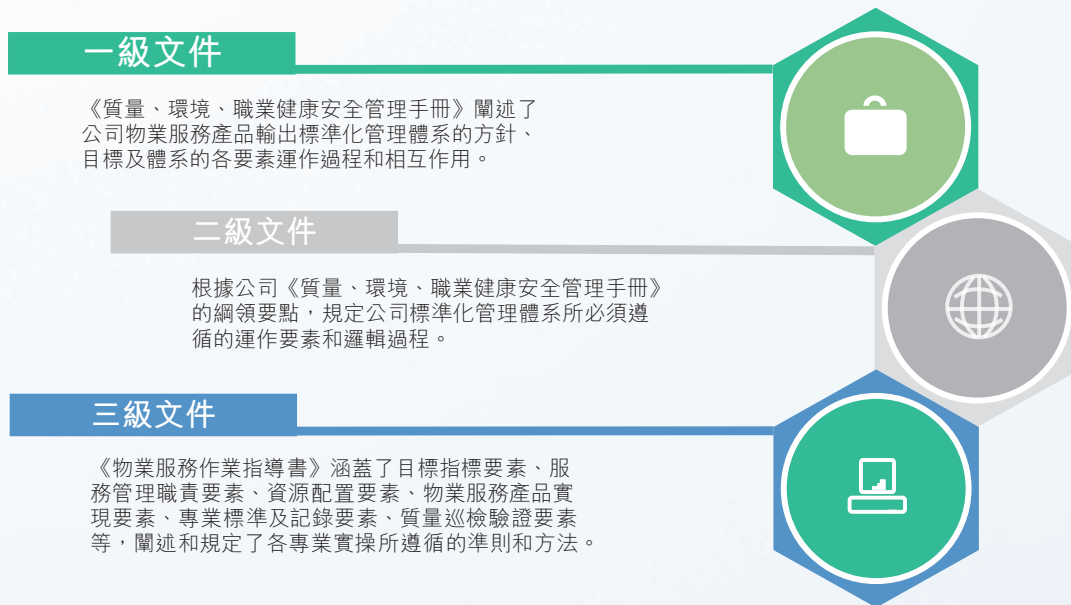 一級文件
《質量、環境、職業健康安全管理手冊》闡述了
公司物業服務產品輸出標準化管理體系的方針、
目標及體系的各要素運作過程和相互作用。
二級文件
根據公司《質量、環境、職業健康安全管理手冊》
的綱領要點，規定公司標準化管理體系所必須遵
循的運作要素和邏輯過程。
三級文件
《物業服務作業指導書》涵蓋了目標指標要素、服
務管理職責要素、資源配置要素、物業服務產品實
現要素、專業標準及記錄要素、質量巡檢驗證要素
等，闡述和規定了各專業實操所遵循的準則和方法。